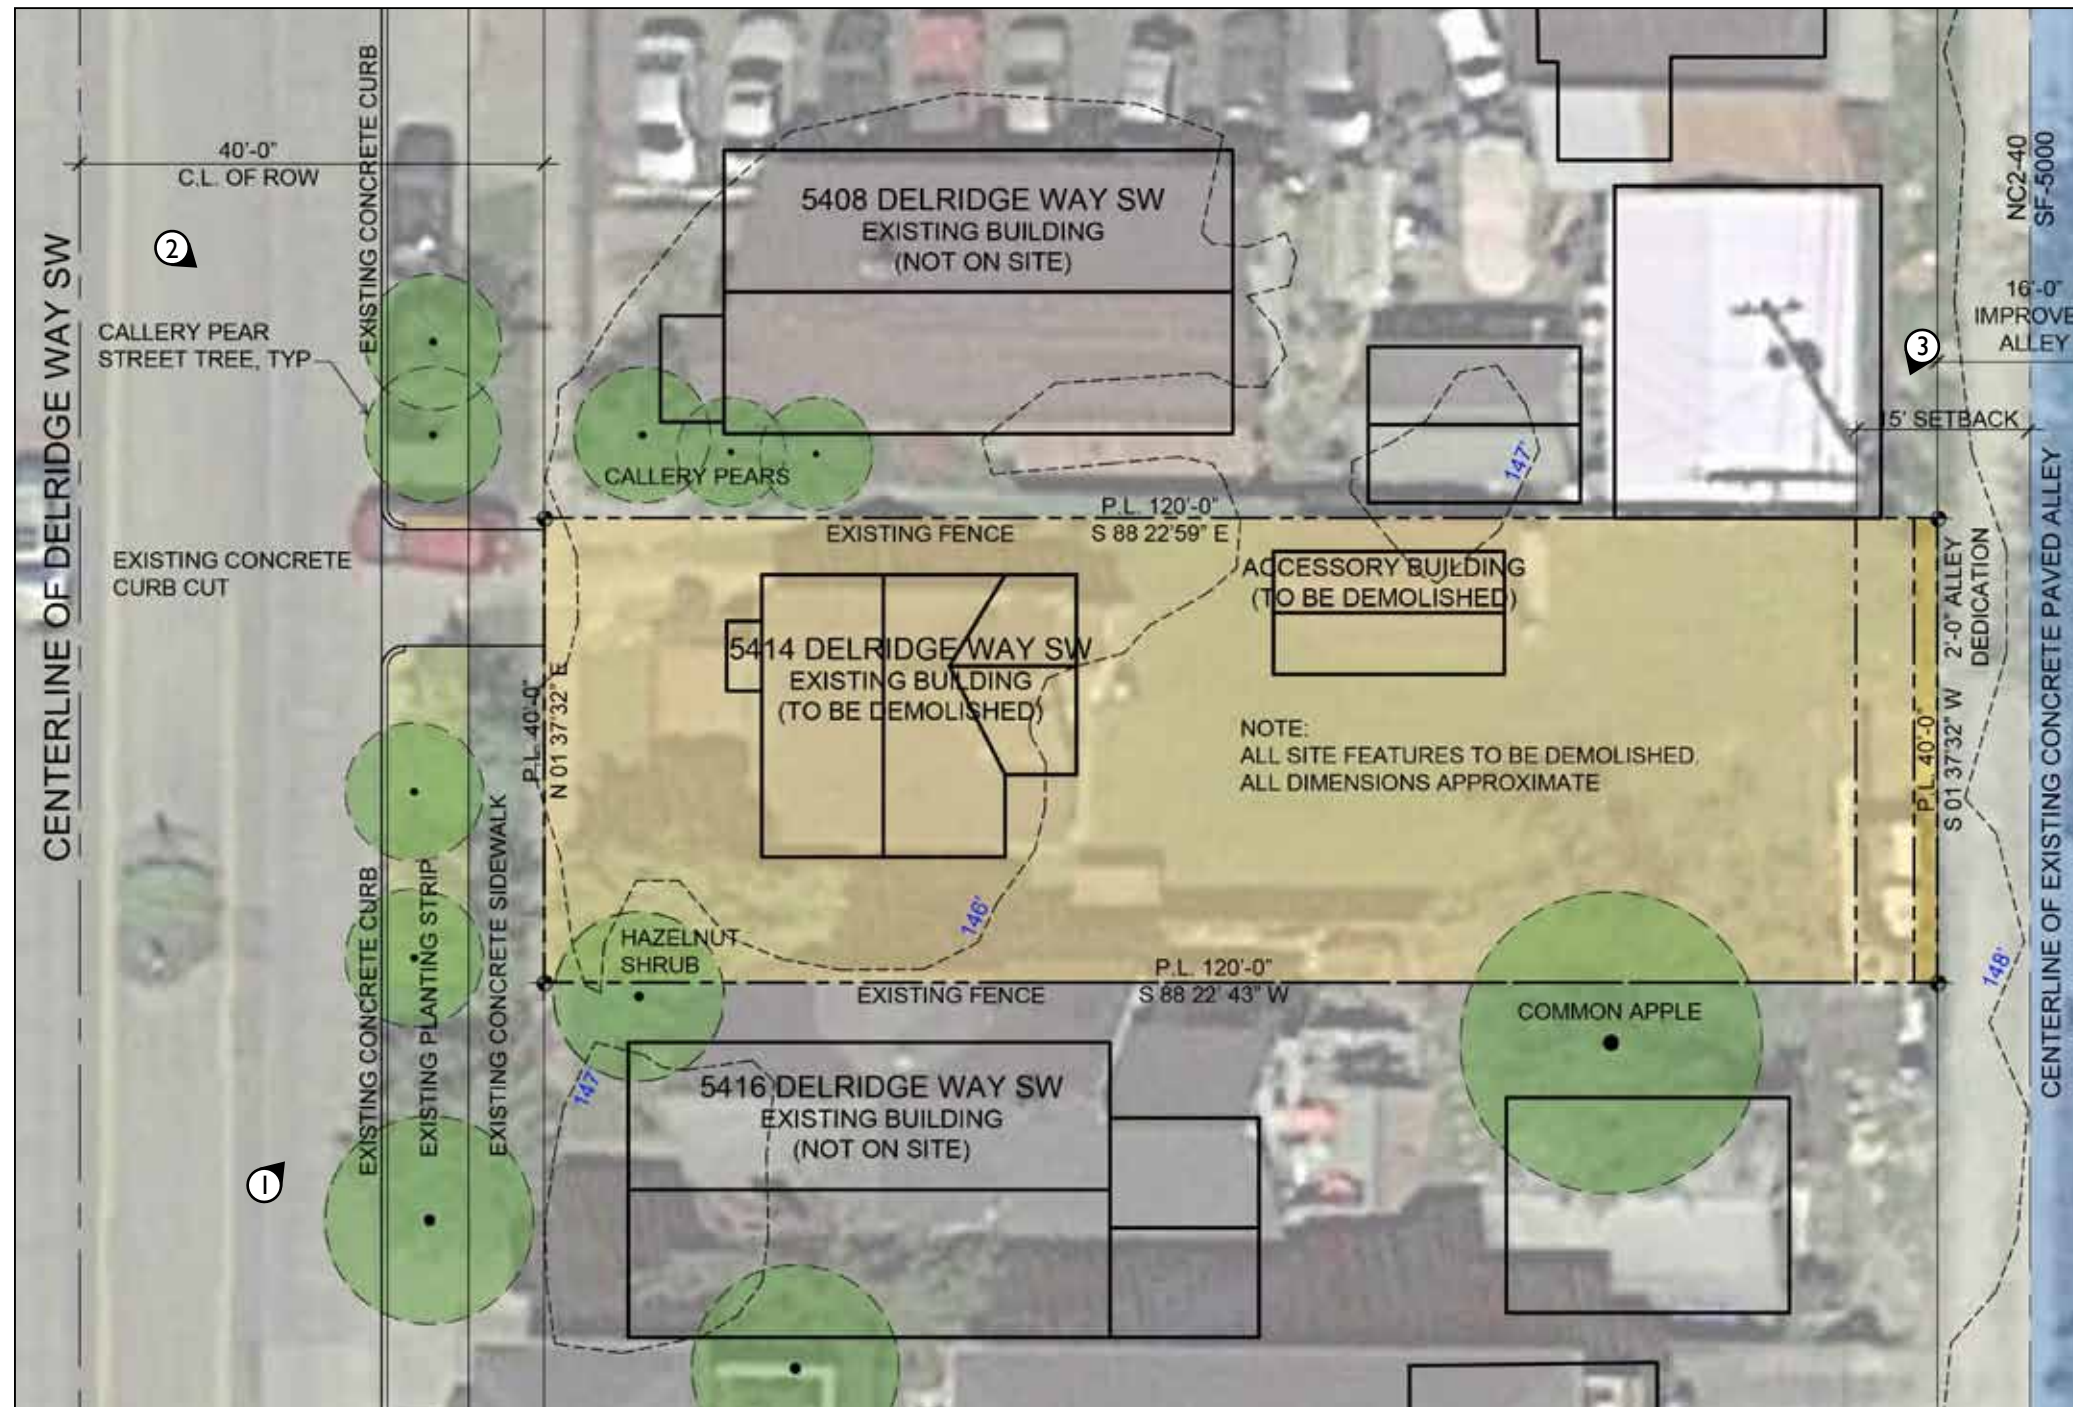 EXISTING CONCRETE CURB
40'-0"
C.L. OF ROW
2
CENTERLINE OF DELRIDGE WAY SW
CALLERY PEAR
STREET TREE, TYP
5408 DELRIDGE WAY SW
EXISTING BUILDING
(NOT ON SITE)
NC2-40
SF-5000
16'-0"
IMPROVE
ALLEY
3
15' SETBACK
CALLERY PEARS
147'
P.L. 120'-0"
S 88 22'59" E
EXISTING FENCE
EXISTING CONCRETE
CURB CUT
ACCESSORY BUILDING
(TO BE DEMOLISHED)
5414 DELRIDGE WAY SW
EXISTING BUILDING
(TO BE DEMOLISHED)
P.L. 40'-0"
N 01 37'32" E
NOTE:
ALL SITE FEATURES TO BE DEMOLISHED.
ALL DIMENSIONS APPROXIMATE
P.L. 40'-0"
S 01 37'32" W
2'-0" ALLEY
DEDICATION
CENTERLINE OF EXISTING CONCRETE PAVED ALLEY
146'
148'
EXISTING CONCRETE CURB
EXISTING PLANTING STRIP
EXISTING CONCRETE SIDEWALK
HAZELNUT
SHRUB
P.L. 120'-0"
EXISTING FENCE
S 88 22' 43" W
COMMON APPLE
147'
5416 DELRIDGE WAY SW
EXISTING BUILDING
(NOT ON SITE)
1